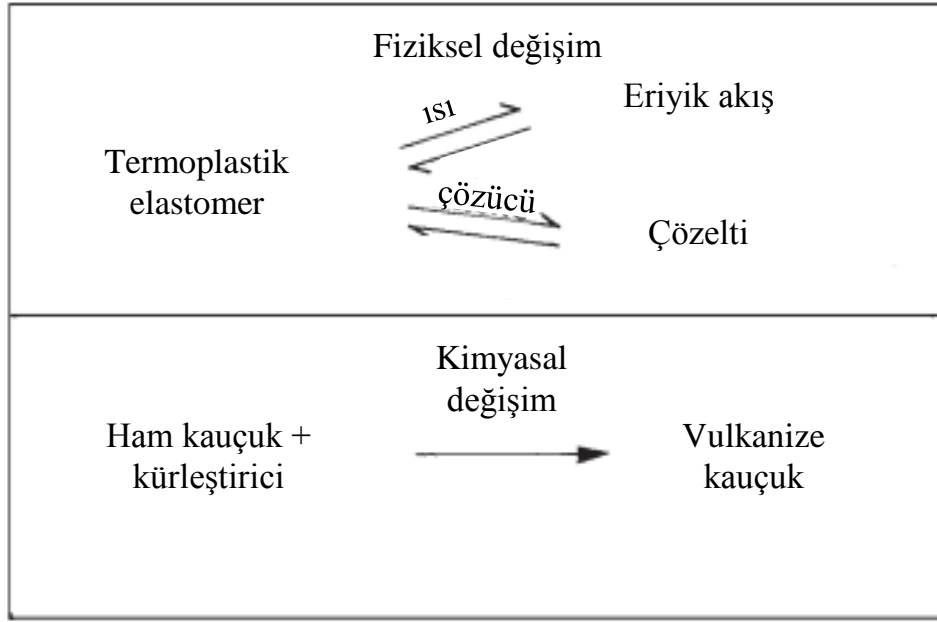 Fiziksel değişim
ısı
Eriyik akış
Termoplastik
elastomer
çözücü
Çözelti
Kimyasal
değişim
Ham kauçuk +
kürleştirici
Vulkanize
kauçuk